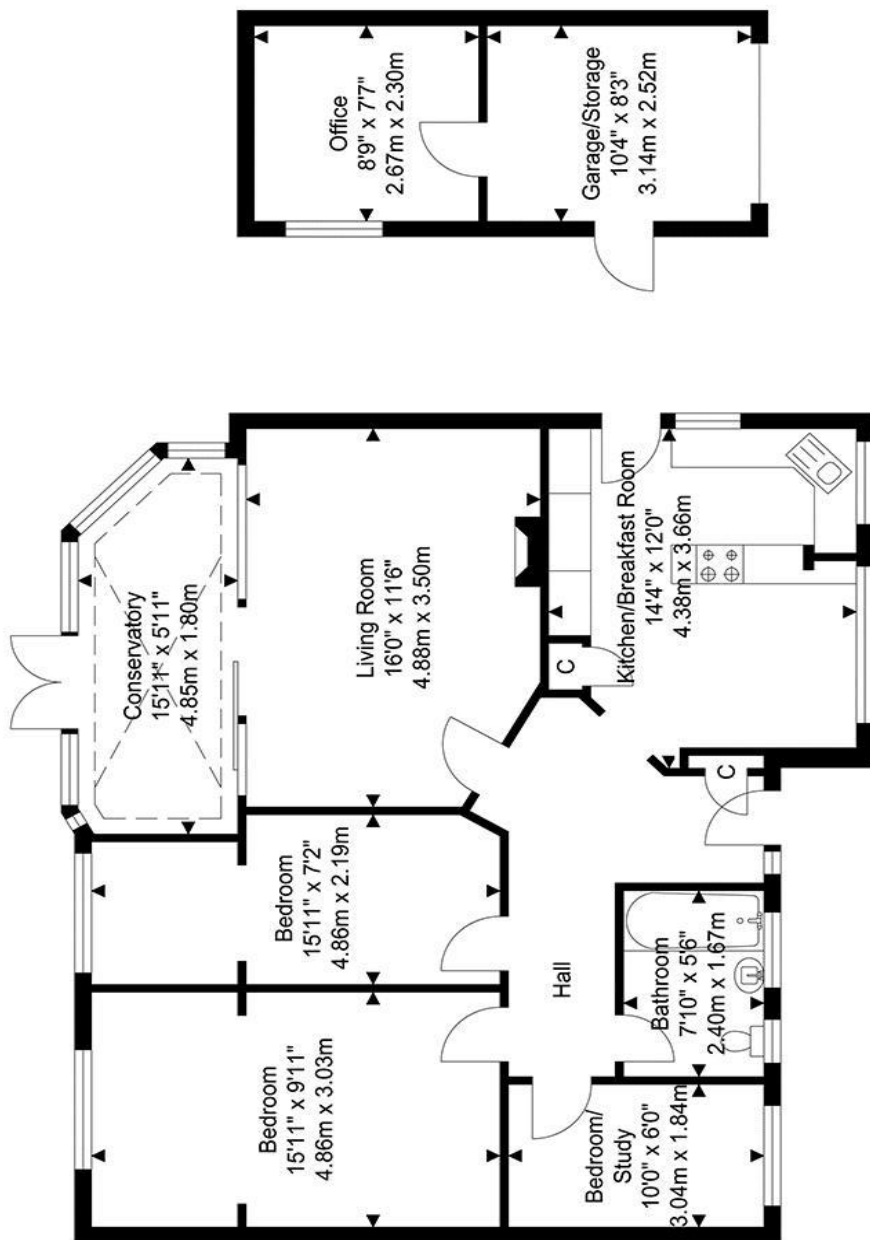 Office
8'9" x 7'7"
2.67m x 2.30m
Garage/Storage
10'4" x 8'3"
3.14m x 2.52m
Conservatory
15'11" x 5'11"
4.85m x 1.80m
Living Room
16'0" x 11'6"
4.88m x 3.50m
Kitchen/Breakfast Room
14'4" x 12'0"
4.38m x 3.66m
C
C
Bedroom
15'11" x 7'2"
4.86m x 2.19m
Hall
Bathroom
7'10" x 5'6"
2.40m x 1.67m
Bedroom
15'11" x 9'11"
4.86m x 3.03m
Bedroom/
Study
10'0" x 6'0"
3.04m x 1.84m